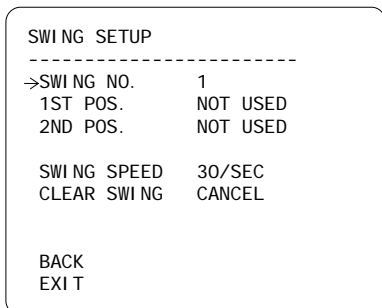 SWING SETUP
------------------------
→SWING NO. 1
1ST POS. NOT USED
2ND POS. NOT USED
SWING SPEED 30/SEC
CLEAR SWING CANCEL
BACK
EXIT